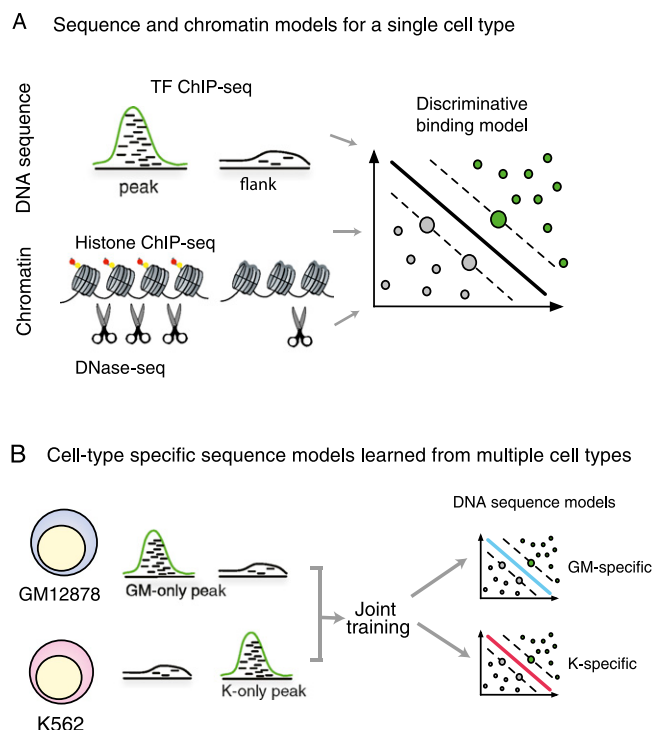 A Sequence and chromatin models for a single cell type
DNA sequence
TF ChIP-seq
peak
flank
Discriminative
binding model
Chromatin
Histone ChIP-seq
DNase-seq
B Cell-type specific sequence models learned from multiple cell types
DNA sequence models
GM12878
GM-only peak
K562
K-only peak
Joint
training
GM-specific
K-specific